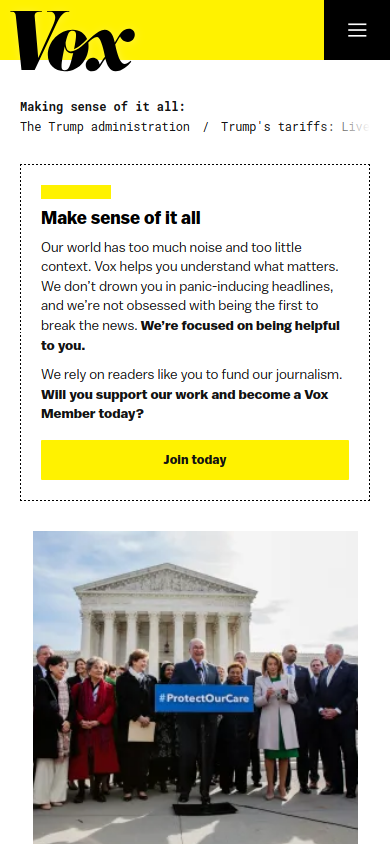 Vox
Making sense of it all:
The Trump administration / Trump's tariffs: Live
Make sense of it all
Our world has too much noise and too little
context. Vox helps you understand what matters.
We don’t drown you in panic-inducing headlines,
and we’re not obsessed with being the first to
break the news. We’re focused on being helpful
to you.
We rely on readers like you to fund our journalism.
Will you support our work and become a Vox
Member today?
Join today
#ProtectOurCare